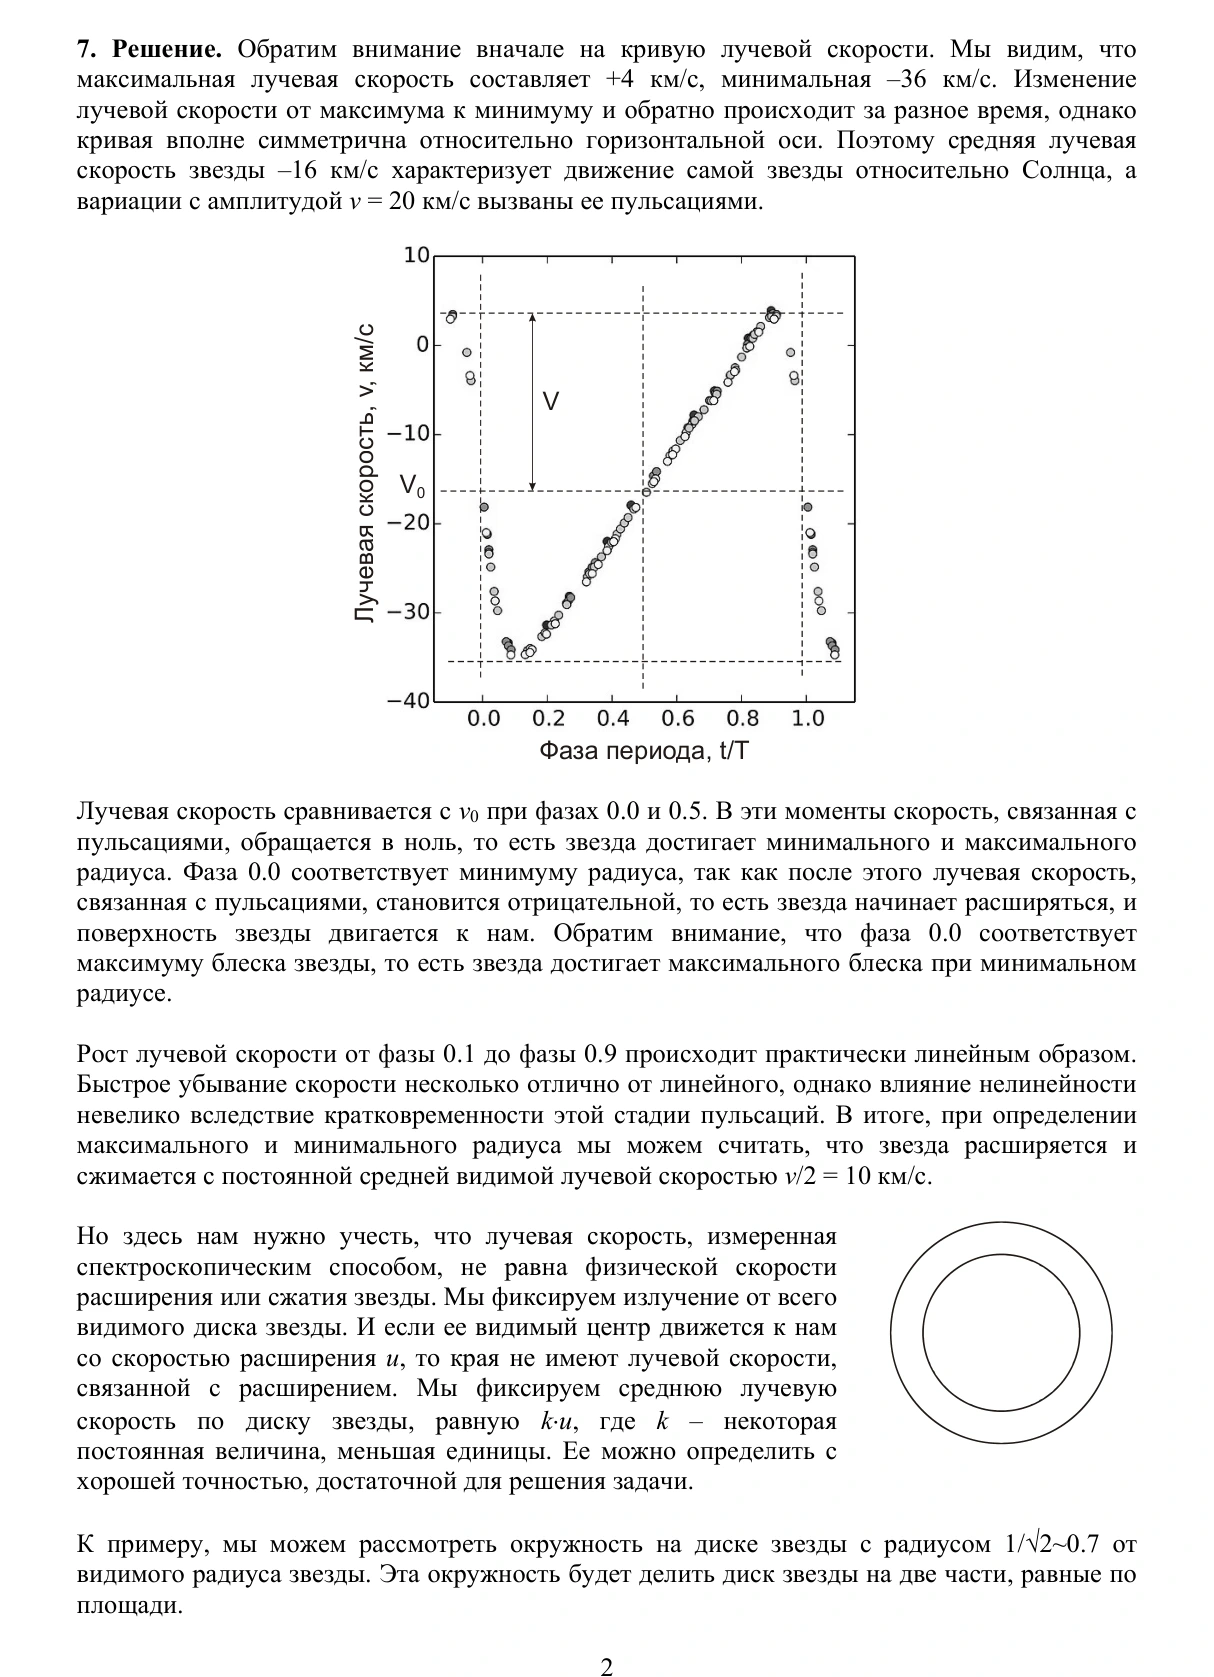 7. Решение. Обратим внимание вначале на кривую лучевой скорости. Мы видим, что
максимальная лучевая скорость составляет +4 км/с, минимальная –36 км/с. Изменение
лучевой скорости от максимума к минимуму и обратно происходит за разное время, однако
кривая вполне симметрична относительно горизонтальной оси. Поэтому средняя лучевая
скорость звезды –16 км/с характеризует движение самой звезды относительно Солнца, а
вариации с амплитудой v = 20 км/с вызваны ее пульсациями.
10
0
−10
V₀
−20
−30
−40
Лучевая скорость, v, км/с
V
0.0 0.2 0.4 0.6 0.8 1.0
Фаза периода, t/T
Лучевая скорость сравнивается с v₀ при фазах 0.0 и 0.5. В эти моменты скорость, связанная с
пульсациями, обращается в ноль, то есть звезда достигает минимального и максимального
радиуса. Фаза 0.0 соответствует минимуму радиуса, так как после этого лучевая скорость,
связанная с пульсациями, становится отрицательной, то есть звезда начинает расширяться, и
поверхность звезды двигается к нам. Обратим внимание, что фаза 0.0 соответствует
максимуму блеска звезды, то есть звезда достигает максимального блеска при минимальном
радиусе.
Рост лучевой скорости от фазы 0.1 до фазы 0.9 происходит практически линейным образом.
Быстрое убывание скорости несколько отлично от линейного, однако влияние нелинейности
невелико вследствие кратковременности этой стадии пульсаций. В итоге, при определении
максимального и минимального радиуса мы можем считать, что звезда расширяется и
сжимается с постоянной средней видимой лучевой скоростью v/2 = 10 км/с.
Но здесь нам нужно учесть, что лучевая скорость, измеренная
спектроскопическим способом, не равна физической скорости
расширения или сжатия звезды. Мы фиксируем излучение от всего
видимого диска звезды. И если ее видимый центр движется к нам
со скоростью расширения u, то края не имеют лучевой скорости,
связанной с расширением. Мы фиксируем среднюю лучевую
скорость по диску звезды, равную k·u, где k – некоторая
постоянная величина, меньшая единицы. Ее можно определить с
хорошей точностью, достаточной для решения задачи.
К примеру, мы можем рассмотреть окружность на диске звезды с радиусом 1/√2~0.7 от
видимого радиуса звезды. Эта окружность будет делить диск звезды на две части, равные по
площади.
2